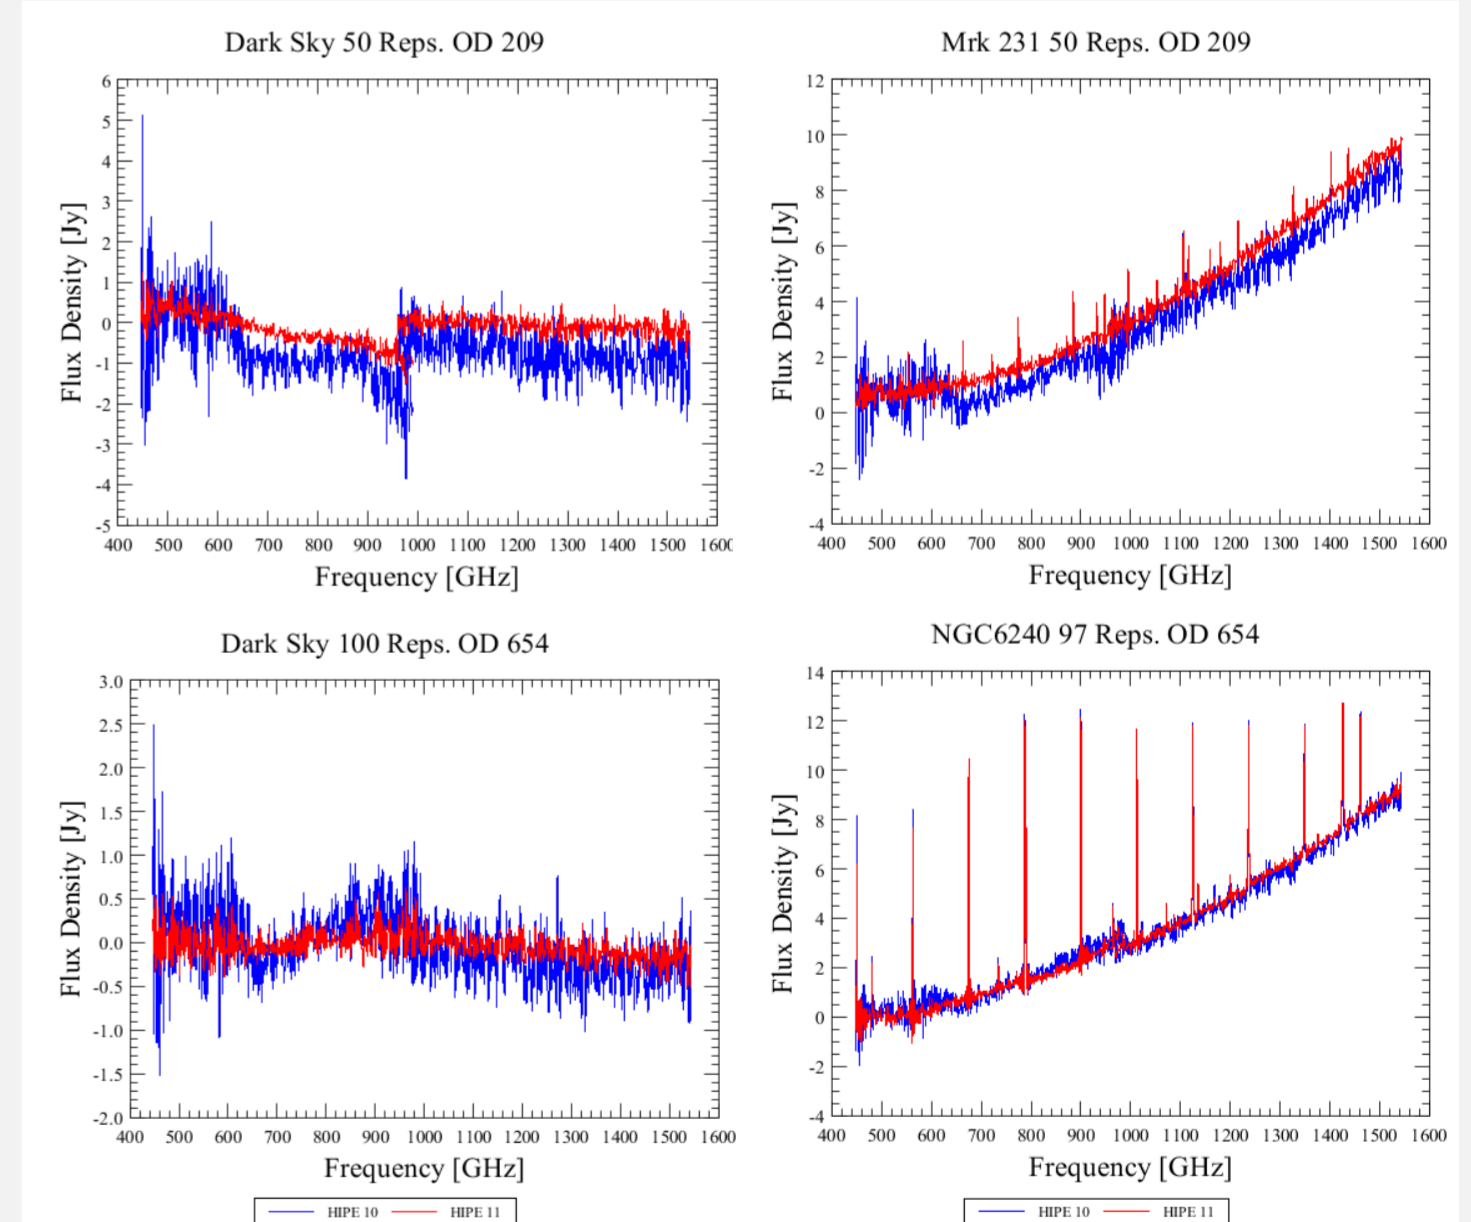 Dark Sky 50 Reps. OD 209
6
5
4
3
2
1
0
-1
-2
-3
-4
-5
Flux Density [Jy]
400 500 600 700 800 900 1000 1100 1200 1300 1400 1500 1600
Frequency [GHz]
Mrk 231 50 Reps. OD 209
12
10
8
6
4
2
0
-2
-4
Flux Density [Jy]
400 500 600 700 800 900 1000 1100 1200 1300 1400 1500 1600
Frequency [GHz]
Dark Sky 100 Reps. OD 654
3.0
2.5
2.0
1.5
1.0
0.5
0.0
-0.5
-1.0
-1.5
-2.0
Flux Density [Jy]
400 500 600 700 800 900 1000 1100 1200 1300 1400 1500 1600
Frequency [GHz]
HIPE 10 HIPE 11
NGC6240 97 Reps. OD 654
14
12
10
8
6
4
2
0
-2
-4
Flux Density [Jy]
400 500 600 700 800 900 1000 1100 1200 1300 1400 1500 1600
Frequency [GHz]
HIPE 10 HIPE 11